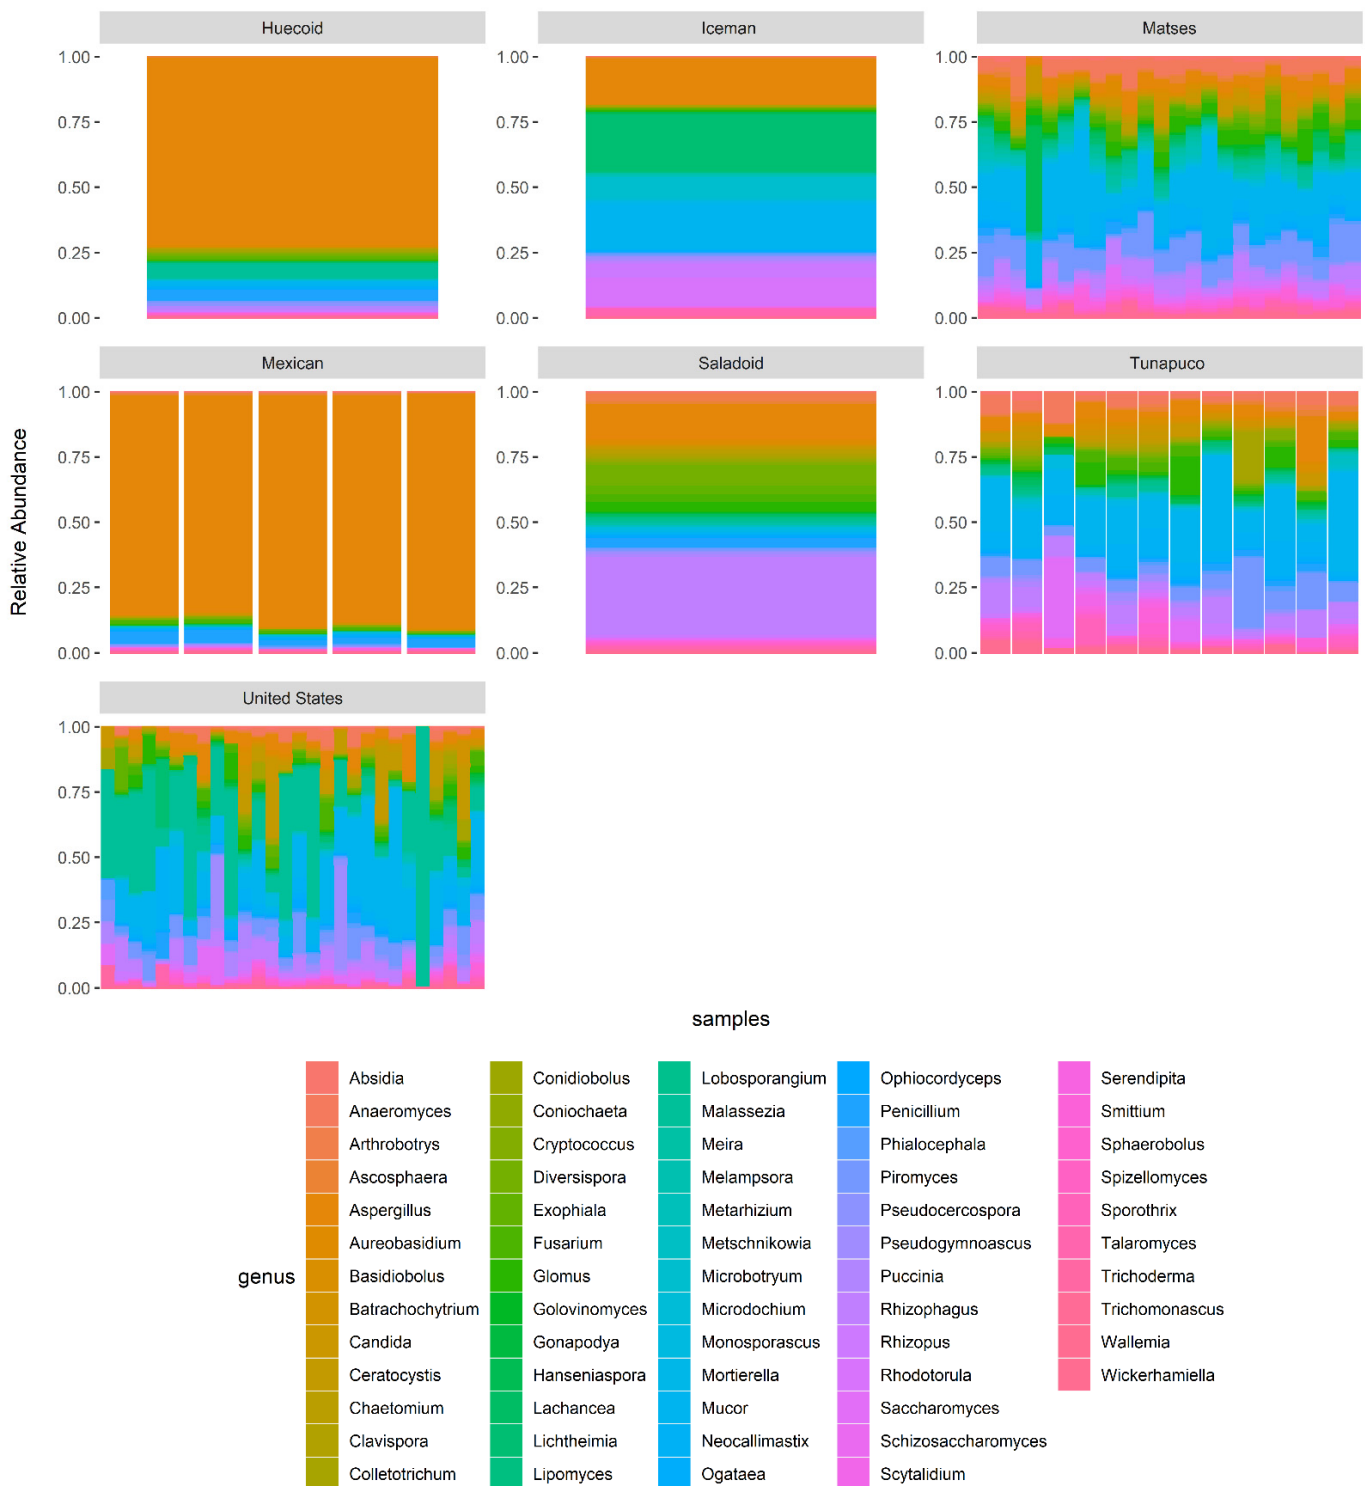 Huecoid
Iceman
Matses
1.00
0.75
0.50
0.25
0.00
1.00
0.75
0.50
0.25
0.00
1.00
0.75
0.50
0.25
0.00
Mexican
Saladoid
Tunapuco
1.00
0.75
0.50
0.25
0.00
1.00
0.75
0.50
0.25
0.00
1.00
0.75
0.50
0.25
0.00
Relative Abundance
United States
1.00
0.75
0.50
0.25
0.00
samples
genus
Absidia
Anaeromyces
Arthrobotrys
Ascosphaera
Aspergillus
Aureobasidium
Basidiobolus
Batrachochytrium
Candida
Ceratocystis
Chaetomium
Clavispora
Colletotrichum
Conidiobolus
Coniochaeta
Cryptococcus
Diversispora
Exophiala
Fusarium
Glomus
Golovinomyces
Gonapodya
Hanseniaspora
Lachancea
Lichtheimia
Lipomyces
Lobosporangium
Malassezia
Meira
Melampsora
Metarhizium
Metschnikowia
Microbotryum
Microdochium
Monosporascus
Mortierella
Mucor
Neocallimastix
Ogataea
Ophiocordyceps
Penicillium
Phialocephala
Piromyces
Pseudocercospora
Pseudogymnoascus
Puccinia
Rhizophagus
Rhizopus
Rhodotorula
Saccharomyces
Schizosaccharomyces
Scytalidium
Serendipita
Smittium
Sphaerobolus
Spizellomyces
Sporothrix
Talaromyces
Trichoderma
Trichomonascus
Wallemia
Wickerhamiella